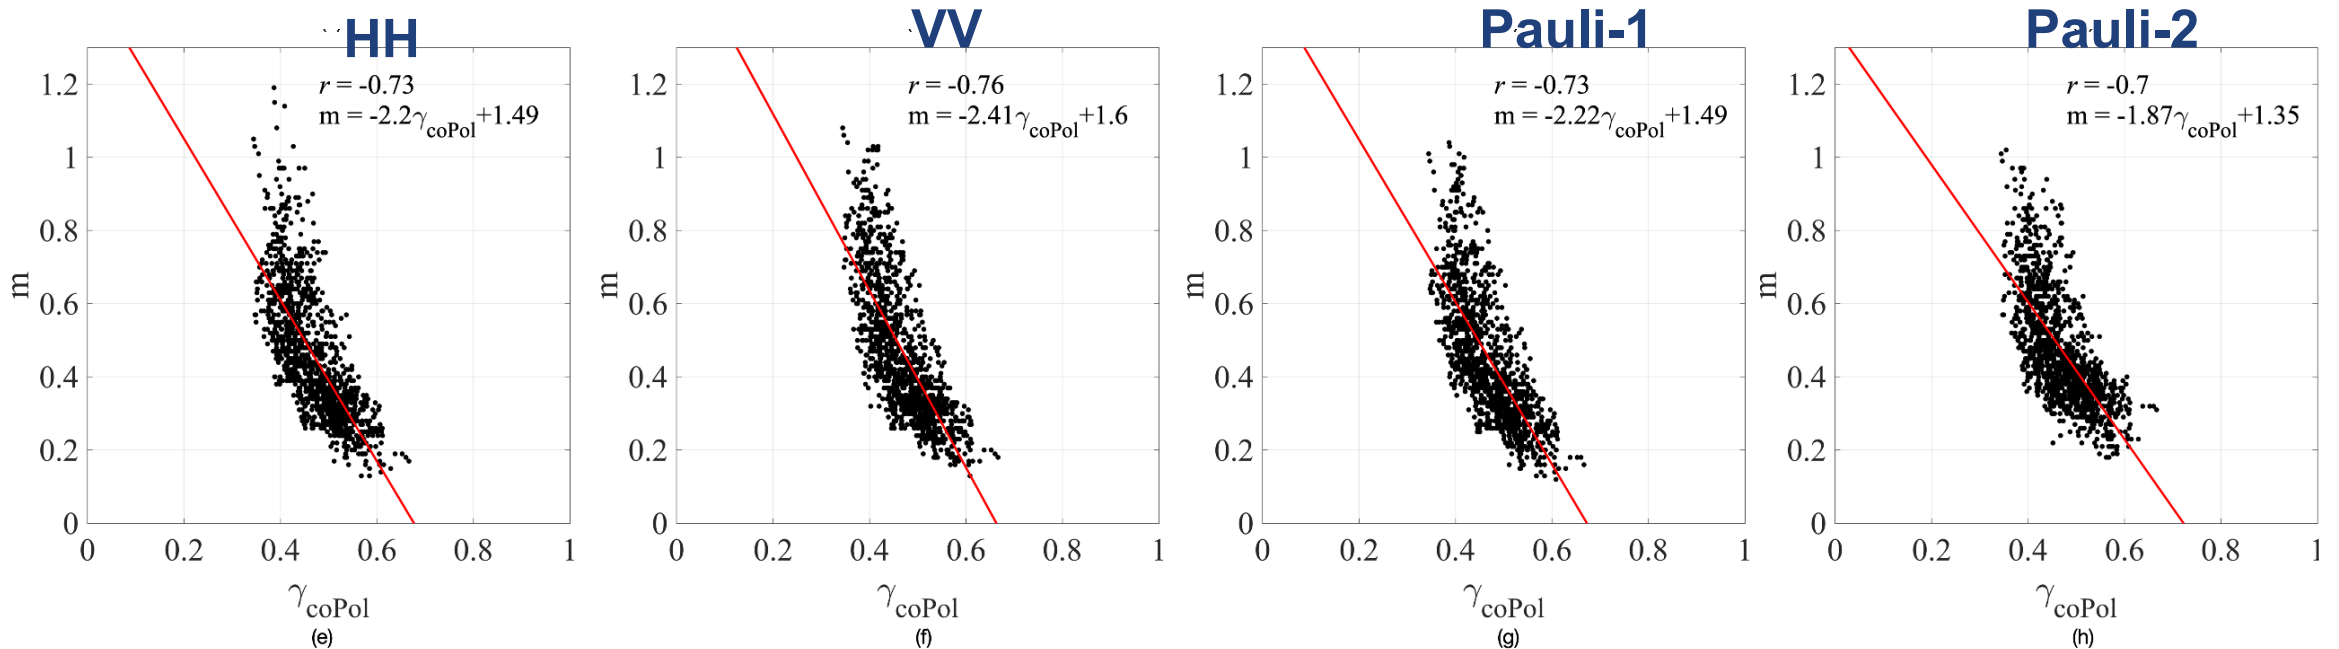 HH
VV
Pauli-1
Pauli-2
r = -0.73
m = -2.2γcoPol+1.49
r = -0.76
m = -2.41γcoPol+1.6
r = -0.73
m = -2.22γcoPol+1.49
r = -0.7
m = -1.87γcoPol+1.35
m
1.2
1
0.8
0.6
0.4
0.2
0
0 0.2 0.4 0.6 0.8 1
γcoPol
(e)
m
1.2
1
0.8
0.6
0.4
0.2
0
0 0.2 0.4 0.6 0.8 1
γcoPol
(f)
m
1.2
1
0.8
0.6
0.4
0.2
0
0 0.2 0.4 0.6 0.8 1
γcoPol
(g)
m
1.2
1
0.8
0.6
0.4
0.2
0
0 0.2 0.4 0.6 0.8 1
γcoPol
(h)